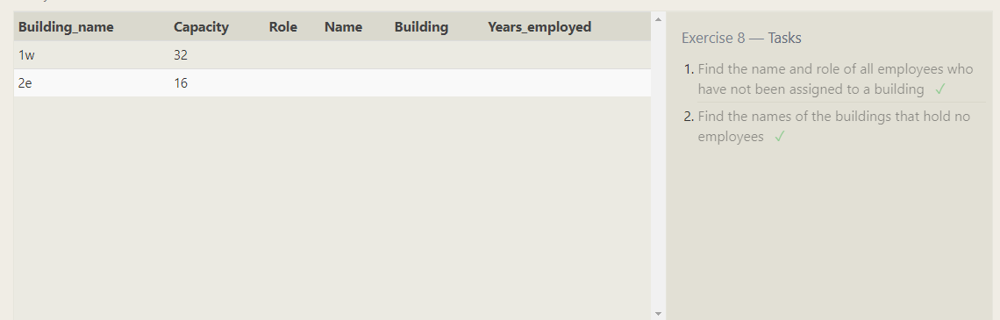 Building_name Capacity Role Name Building Years_employed
1w 32
2e 16
Exercise 8 — Tasks
1. Find the name and role of all employees who
have not been assigned to a building ✓
2. Find the names of the buildings that hold no
employees ✓